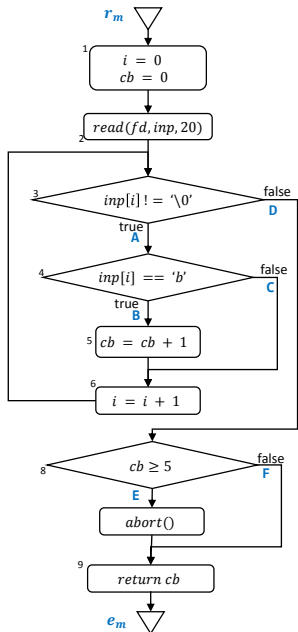 r_m
1
i = 0
cb = 0
read(fd, inp, 20)
2
3
inp[i]! = '\0'
false
D
true
A
4
inp[i] == 'b'
false
C
true
B
5
cb = cb + 1
6
i = i + 1
8
cb ≥ 5
false
F
E
abort()
9
return cb
e_m